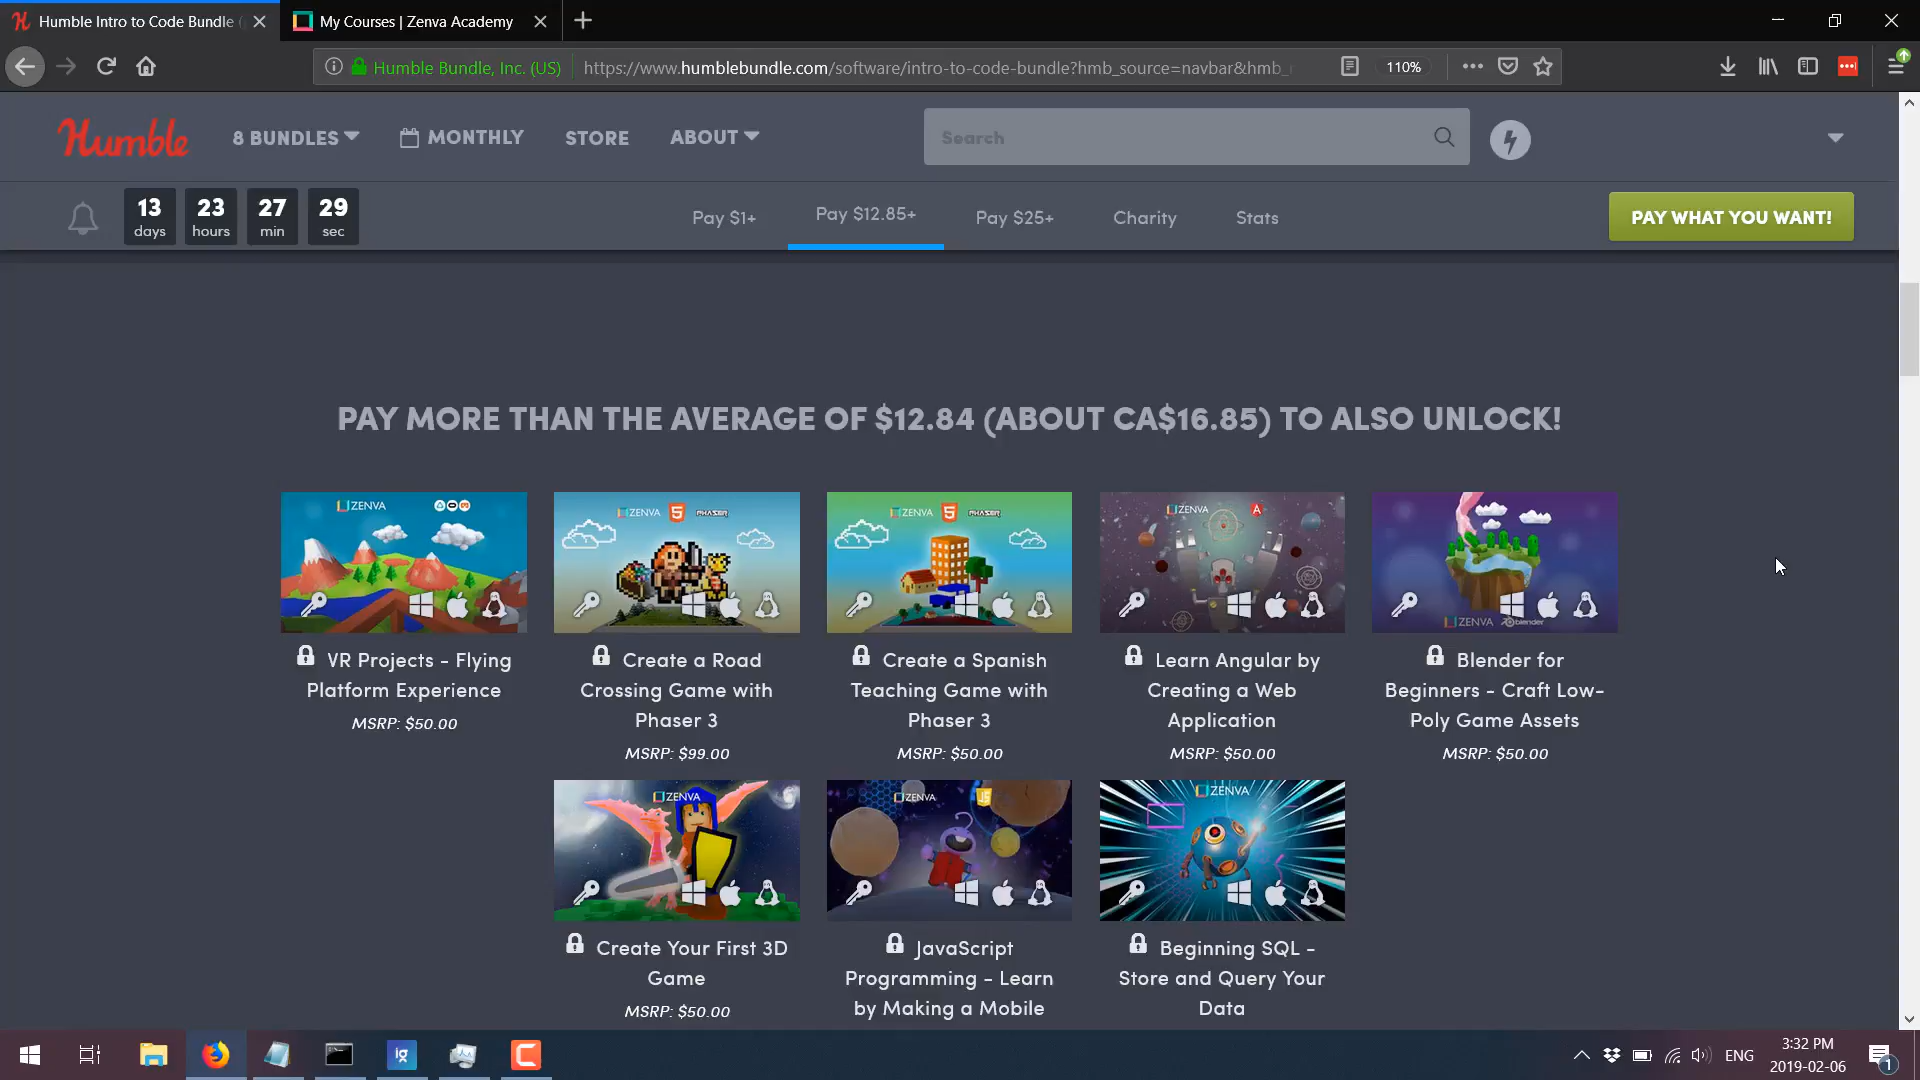 Humble Intro to Code Bundle (
My Courses | Zenva Academy
Humble Bundle, Inc. (US)
https://www.humblebundle.com/software/intro-to-code-bundle?hmb_source=navbar&hmb_
110%
Humble
8 BUNDLES
MONTHLY
STORE
ABOUT
Search
13 days
23 hours
27 min
29 sec
Pay $1+
Pay $12.85+
Pay $25+
Charity
Stats
PAY WHAT YOU WANT!
PAY MORE THAN THE AVERAGE OF $12.84 (ABOUT CA$16.85) TO ALSO UNLOCK!
ZENVA
ZENVA 5 PHASER
ZENVA 5 PHASER
ZENVA A
ZENVA blender
VR Projects - Flying
Platform Experience
MSRP: $50.00
Create a Road
Crossing Game with
Phaser 3
MSRP: $99.00
Create a Spanish
Teaching Game with
Phaser 3
MSRP: $50.00
Learn Angular by
Creating a Web
Application
MSRP: $50.00
Blender for
Beginners - Craft Low-
Poly Game Assets
MSRP: $50.00
ZENVA
ZENVA JS
ZENVA
Create Your First 3D
Game
MSRP: $50.00
JavaScript
Programming - Learn
by Making a Mobile
Beginning SQL -
Store and Query Your
Data
ig
ENG
3:32 PM
2019-02-06
1